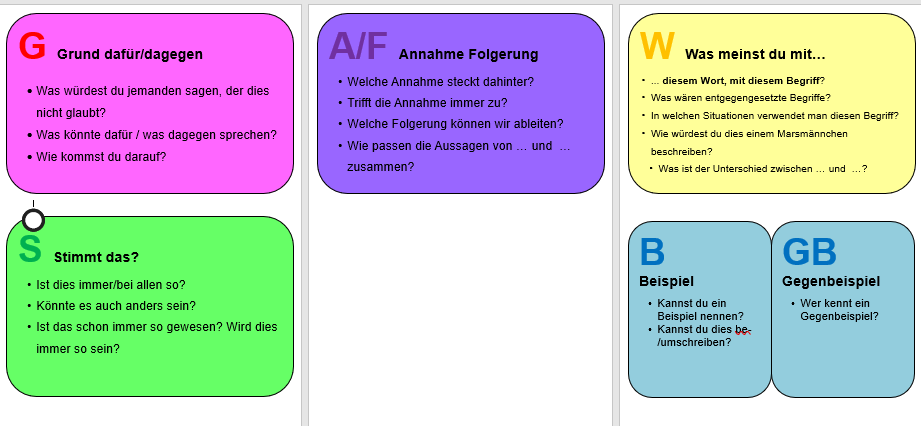 G Grund dafür/dagegen
• Was würdest du jemanden sagen, der dies
nicht glaubt?
• Was könnte dafür / was dagegen sprechen?
• Wie kommst du darauf?
S Stimmt das?
• Ist dies immer/bei allen so?
• Könnte es auch anders sein?
• Ist das schon immer so gewesen? Wird dies
immer so sein?
A/F Annahme Folgerung
• Welche Annahme steckt dahinter?
• Trifft die Annahme immer zu?
• Welche Folgerung können wir ableiten?
• Wie passen die Aussagen von … und …
zusammen?
W Was meinst du mit…
• ... diesem Wort, mit diesem Begriff?
• Was wären entgegengesetzte Begriffe?
• In welchen Situationen verwendet man diesen Begriff?
• Wie würdest du dies einem Marsmännchen
beschreiben?
• Was ist der Unterschied zwischen … und …?
B
Beispiel
• Kannst du ein
Beispiel nennen?
• Kannst du dies be-
/umschreiben?
GB
Gegenbeispiel
• Wer kennt ein
Gegenbeispiel?